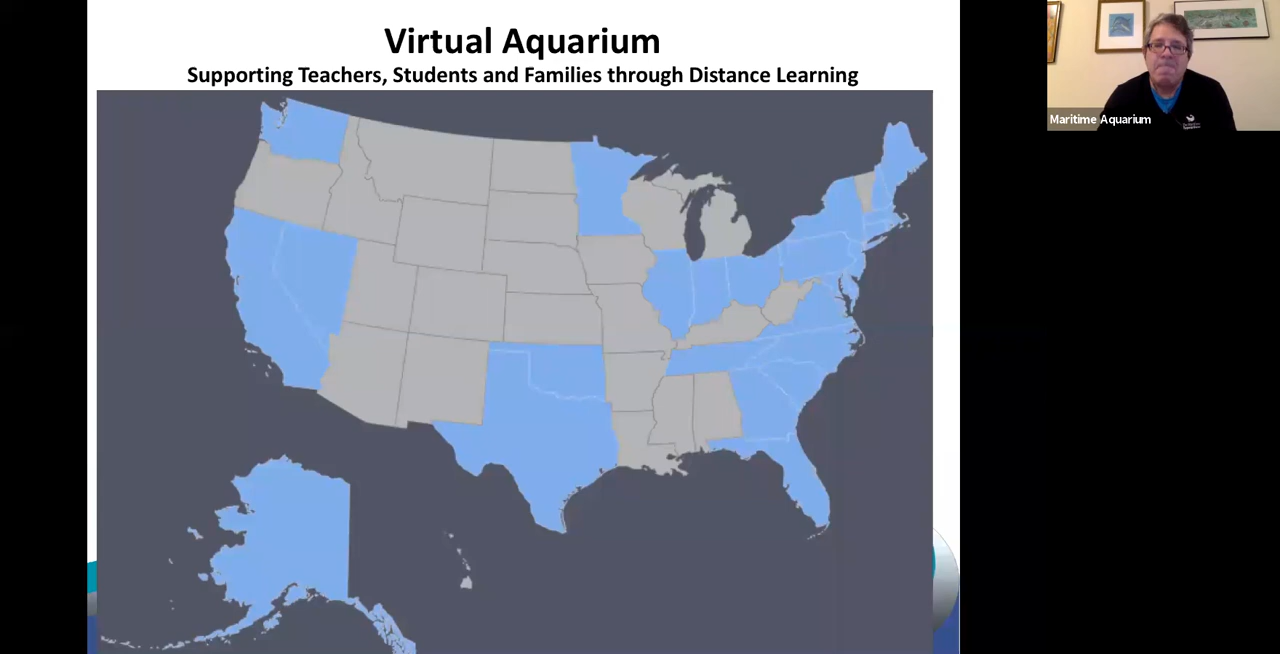 Virtual Aquarium
Supporting Teachers, Students and Families through Distance Learning
Maritime Aquarium